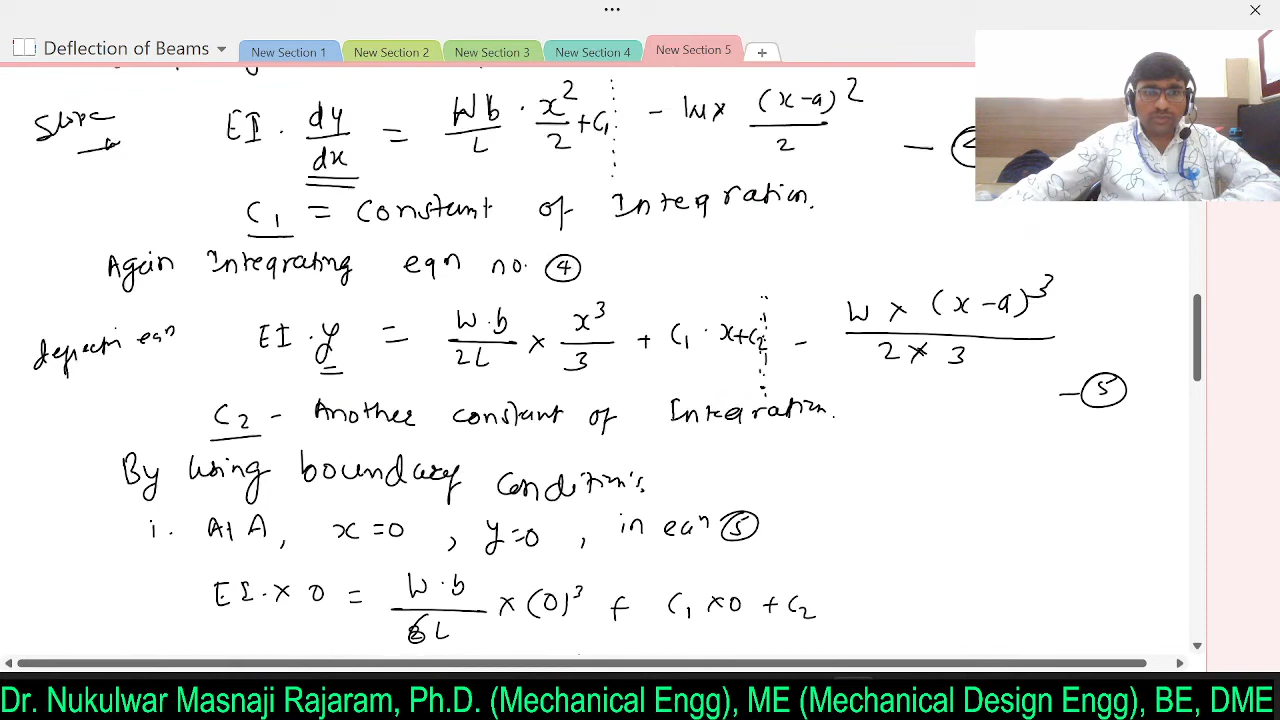 Deflection of Beams
New Section 1
New Section 2
New Section 3
New Section 4
New Section 5
Slope EI · dy/dx = Wb/L · x²/2 + C₁ - W × (x-a)²/2 — ④
C₁ = Constant of Integration.
Again Integrating eqn no. ④
EI · y = W·b/2L × x³/3 + C₁ · x + C₂ - W × (x-a)³/2×3 — ⑤
C₂ - Another constant of Integration.
By using boundary conditions
i. At A, x=0, y=0, in eqⁿ ⑤
EI · × 0 = W·b/6L × (0)³ + C₁ × 0 + C₂
Dr. Nukulwar Masnaji Rajaram, Ph.D. (Mechanical Engg), ME (Mechanical Design Engg), BE, DME